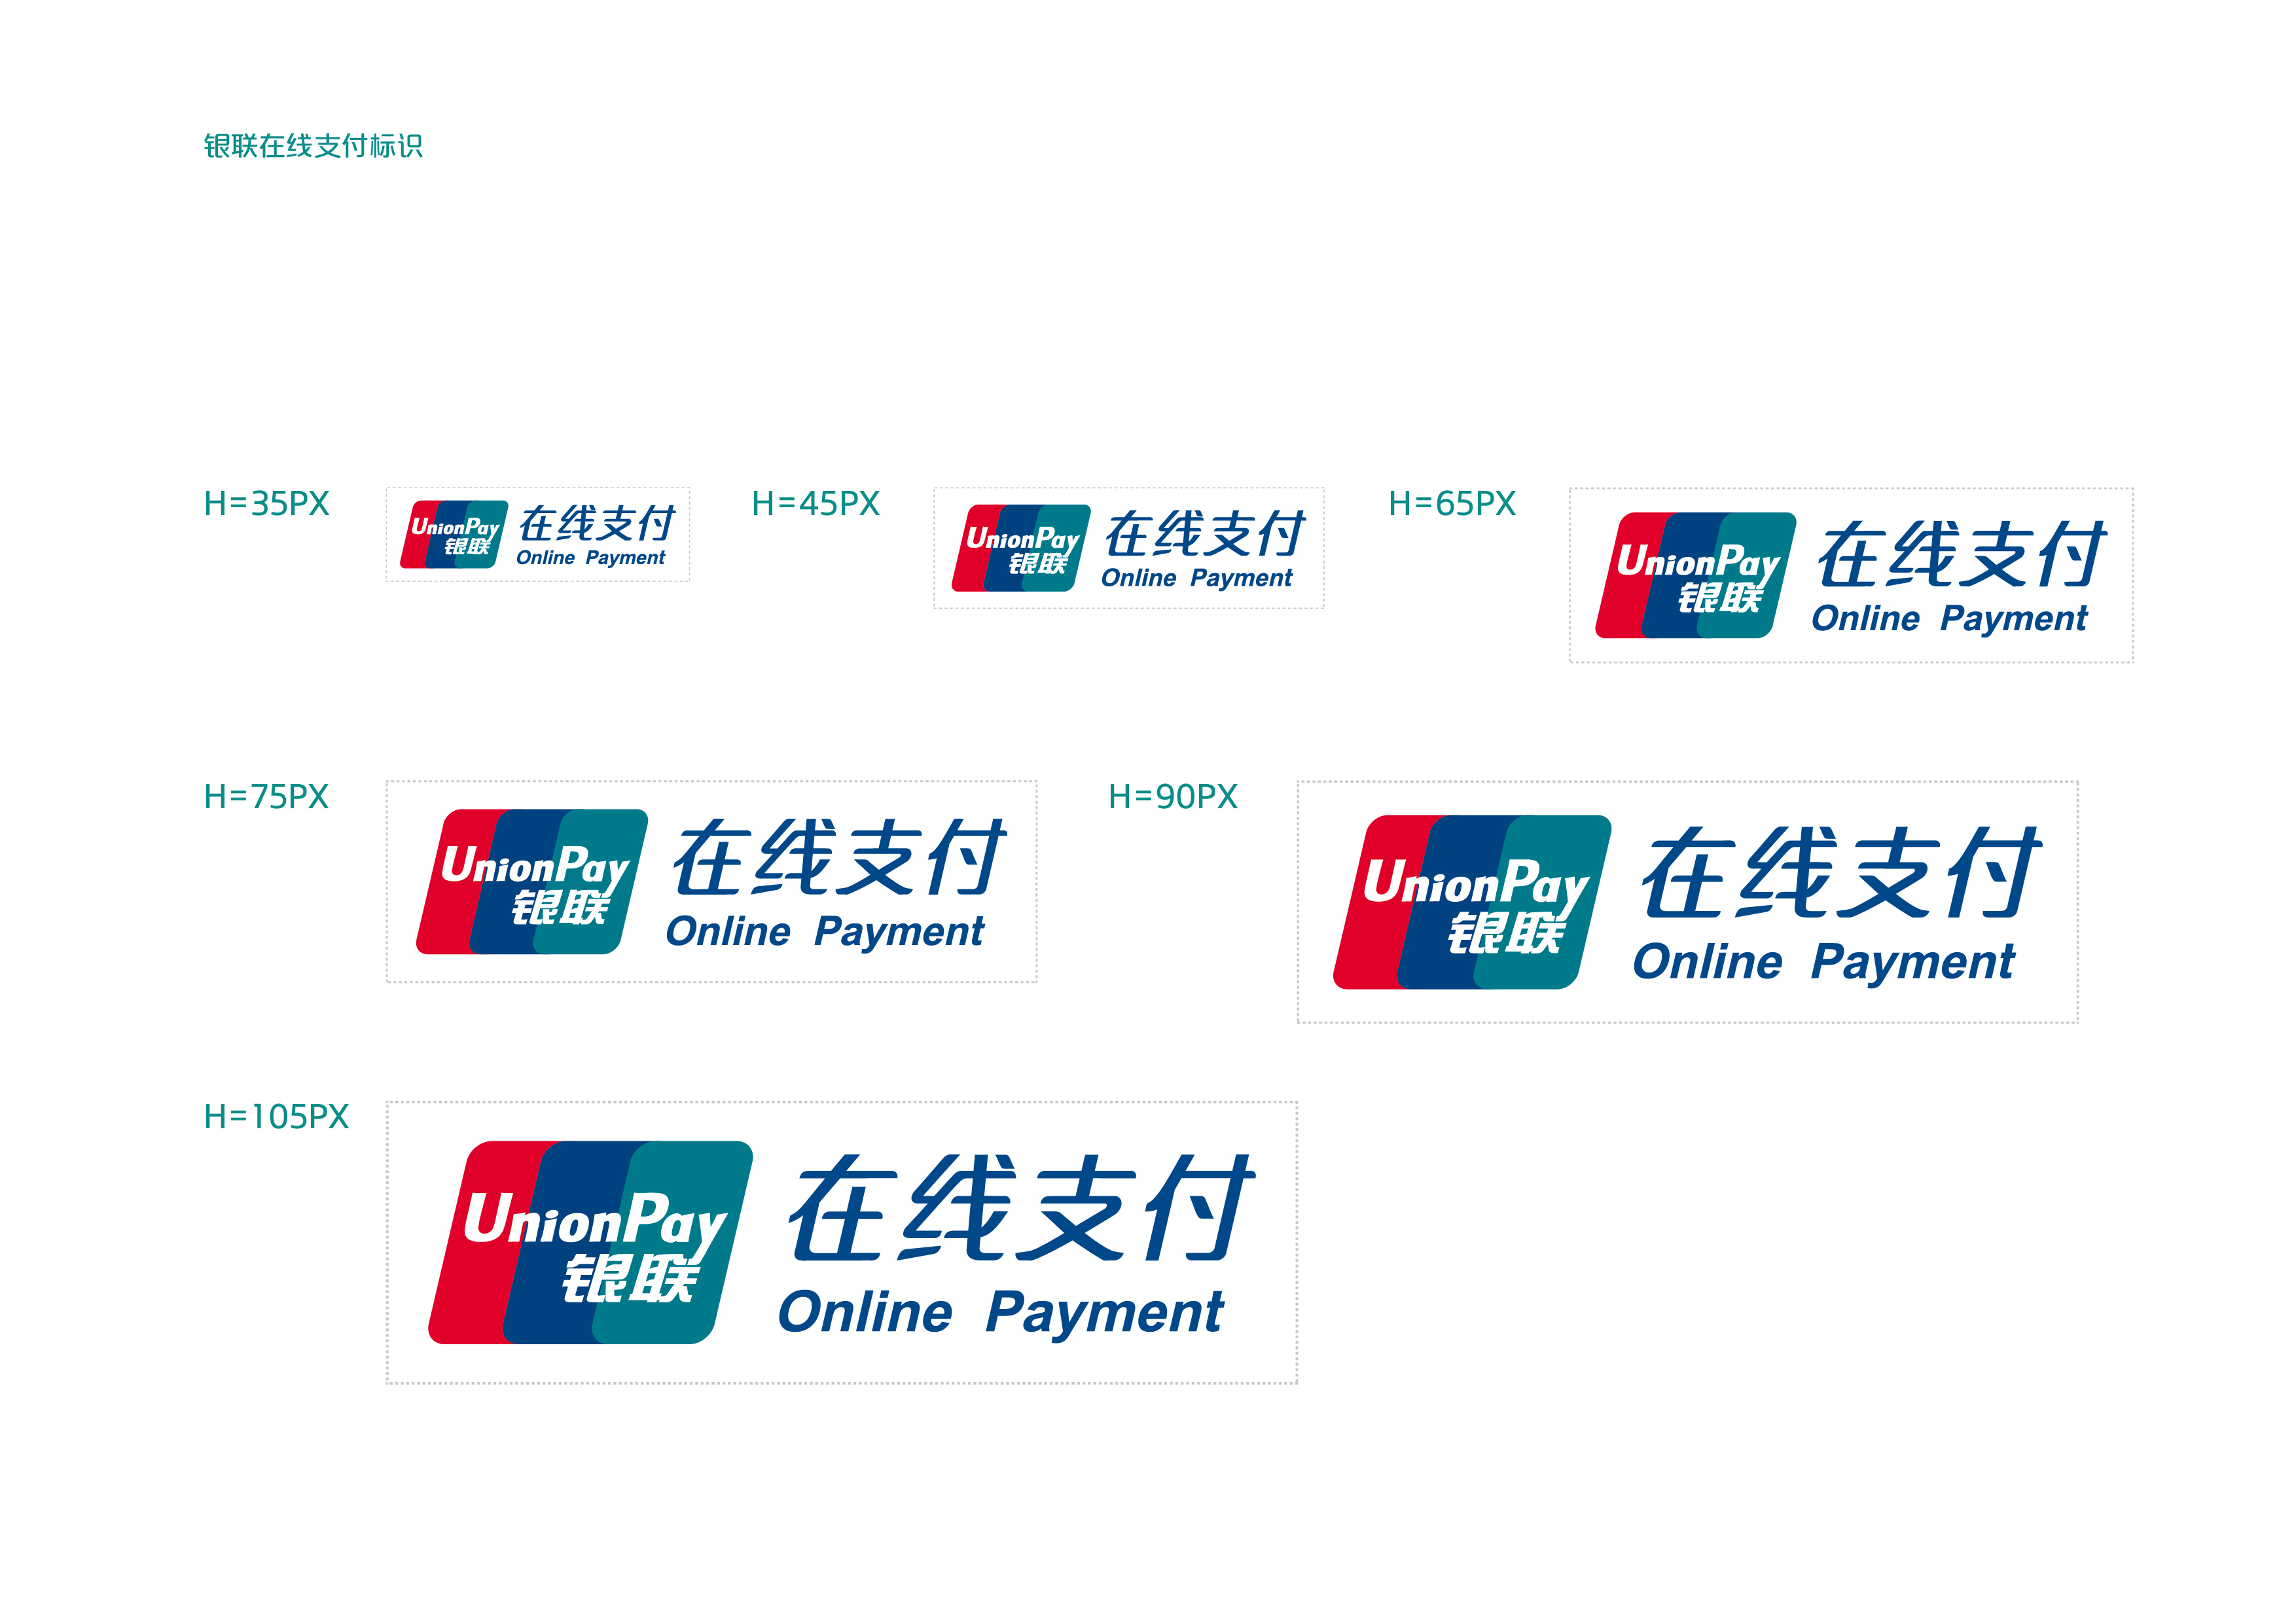 银联在线支付标识
H=35PX
UnionPay
银联
在线支付
Online Payment
H=45PX
UnionPay
银联
在线支付
Online Payment
H=65PX
UnionPay
银联
在线支付
Online Payment
H=75PX
UnionPay
银联
在线支付
Online Payment
H=90PX
UnionPay
银联
在线支付
Online Payment
H=105PX
UnionPay
银联
在线支付
Online Payment